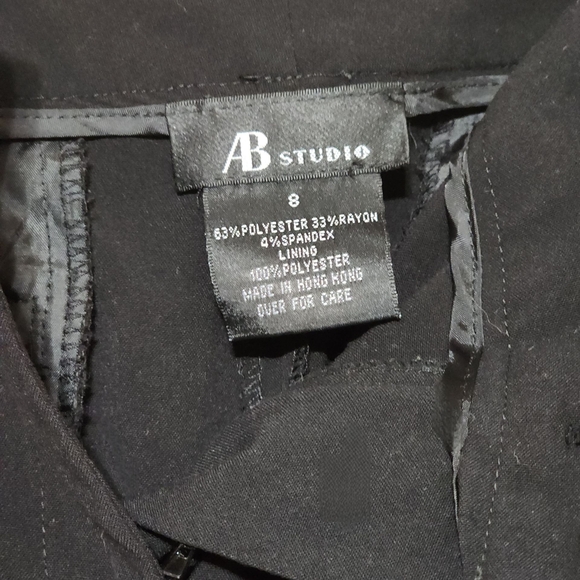 AB STUDIO
8
63%POLYESTER 33%RAYON
4%SPANDEX
LINING
100%POLYESTER
MADE IN HONG KONG
OVER FOR CARE